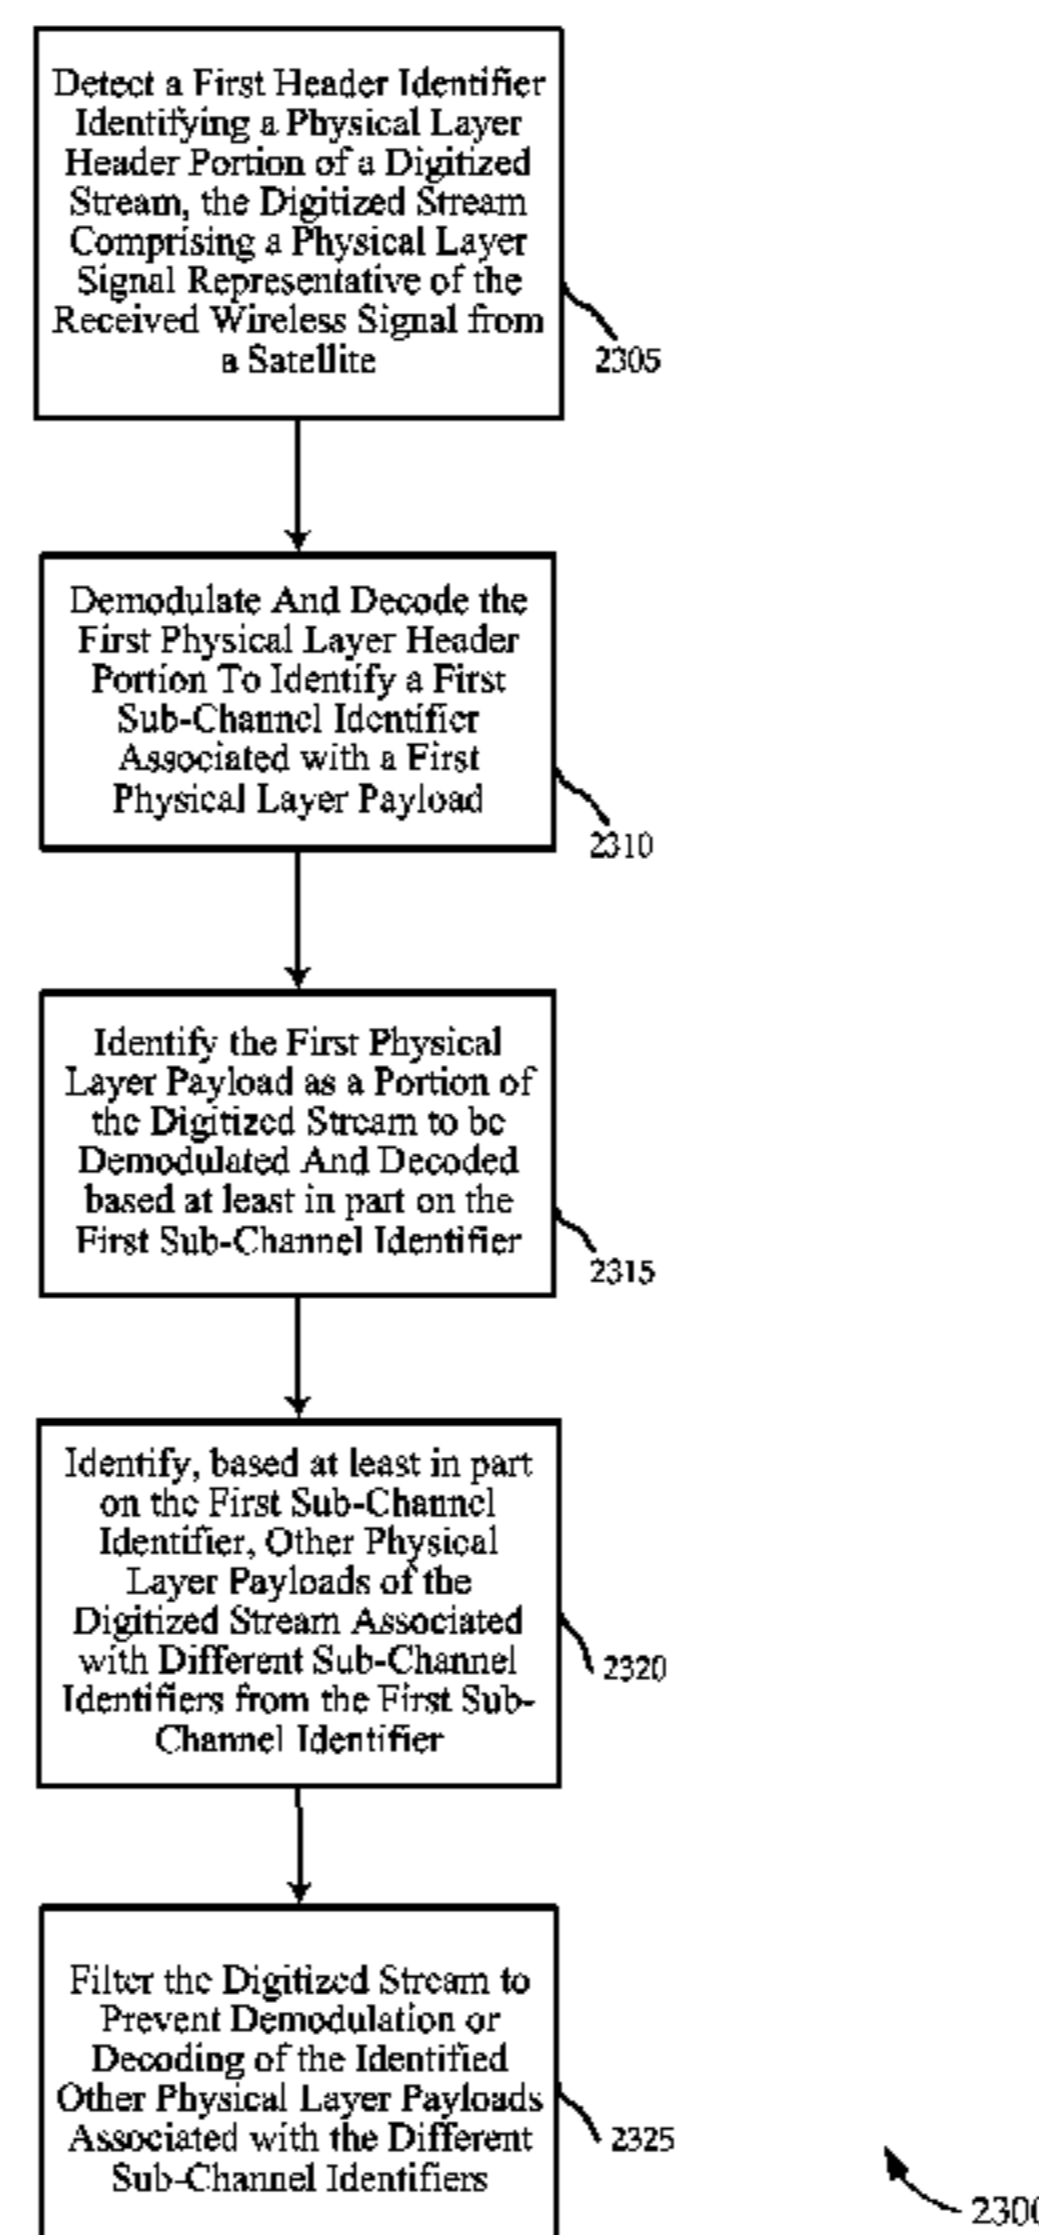 Detect a First Header Identifier
Identifying a Physical Layer
Header Portion of a Digitized
Stream, the Digitized Stream
Comprising a Physical Layer
Signal Representative of the
Received Wireless Signal from
a Satellite
2305
Demodulate And Decode the
First Physical Layer Header
Portion To Identify a First
Sub-Channel Identifier
Associated with a First
Physical Layer Payload
2310
Identify the First Physical
Layer Payload as a Portion of
the Digitized Stream to be
Demodulated And Decoded
based at least in part on the
First Sub-Channel Identifier
2315
Identify, based at least in part
on the First Sub-Channel
Identifier, Other Physical
Layer Payloads of the
Digitized Stream Associated
with Different Sub-Channel
Identifiers from the First Sub-
Channel Identifier
2320
Filter the Digitized Stream to
Prevent Demodulation or
Decoding of the Identified
Other Physical Layer Payloads
Associated with the Different
Sub-Channel Identifiers
2325
2300